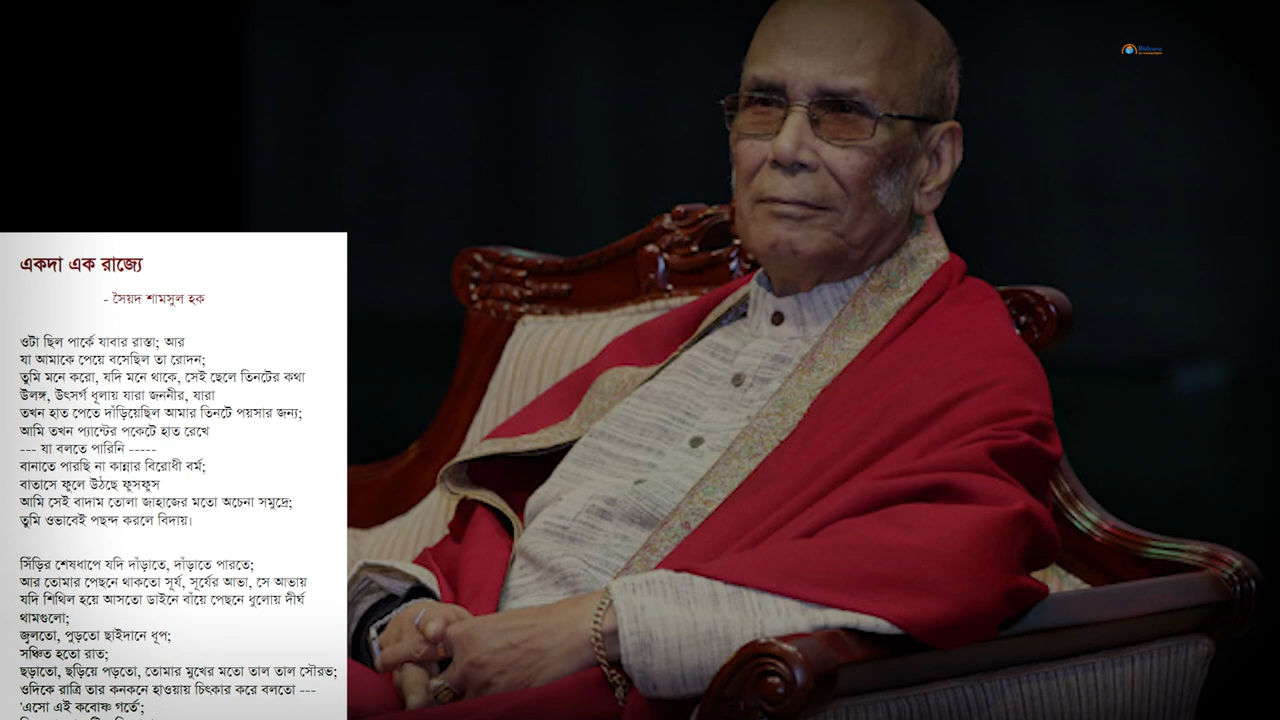 একদা এক রাজ্যে
- সৈয়দ শামসুল হক
ওটা ছিল পার্কে যাবার রাস্তা; আর
যা আমাকে পেয়ে বসেছিল তা রোদন;
তুমি মনে করো, যদি মনে থাকে, সেই ছেলে তিনটের কথা
উলঙ্গ, উৎসর্গ ধূলায় যারা জননীর, যারা
তখন হাত পেতে দাঁড়িয়েছিল আমার তিনটে পয়সার জন্য;
আমি তখন প্যান্টের পকেটে হাত রেখে
--- যা বলতে পারিনি -----
বানাতে পারছি না কান্নার বিরোধী বর্ম;
বাতাসে ফুলে উঠছে ফুসফুস
আমি সেই বাদাম তোলা জাহাজের মতো অচেনা সমুদ্রে;
তুমি ওভাবেই পছন্দ করলে বিদায়।
সিঁড়ির শেষধাপে যদি দাঁড়াতে, দাঁড়াতে পারতে;
আর তোমার পেছনে থাকতো সূর্য, সূর্যের আভা, সে আভায়
যদি শিথিল হয়ে আসতো ডাইনে বাঁয়ে পেছনে ধুলোয় দীর্ঘ
থামগুলো;
জ্বলতো, পুড়তো ছাইদানে ধূপ;
সঞ্চিত হতো রাত;
ছড়াতো, ছড়িয়ে পড়তো, তোমার মুখের মতো তাল তাল সৌরভ;
ওদিকে রাত্রি তার কনকনে হাওয়ায় চিৎকার করে বলতো ---
'এসো এই কবোষ্ণ গর্তে';